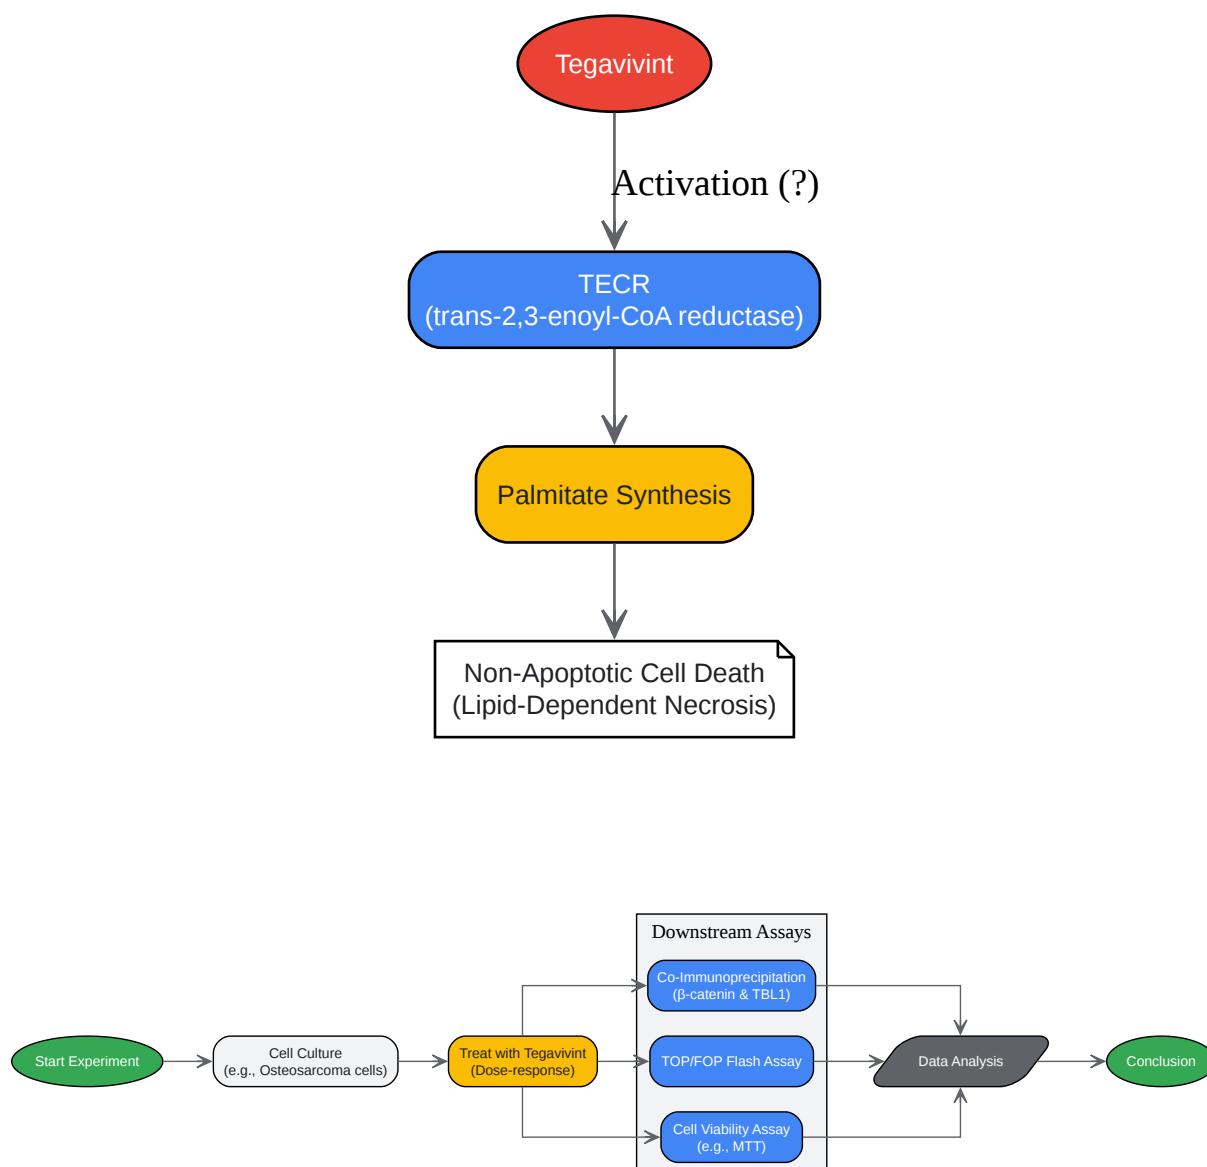 Tegavivint
Activation (?)
TECR
(trans-2,3-enoyl-CoA reductase)
Palmitate Synthesis
Non-Apoptotic Cell Death
(Lipid-Dependent Necrosis)
Downstream Assays
Start Experiment
Cell Culture
(e.g., Osteosarcoma cells)
Treat with Tegavivint
(Dose-response)
Co-Immunoprecipitation
(β-catenin & TBL1)
TOP/FOP Flash Assay
Cell Viability Assay
(e.g., MTT)
Data Analysis
Conclusion